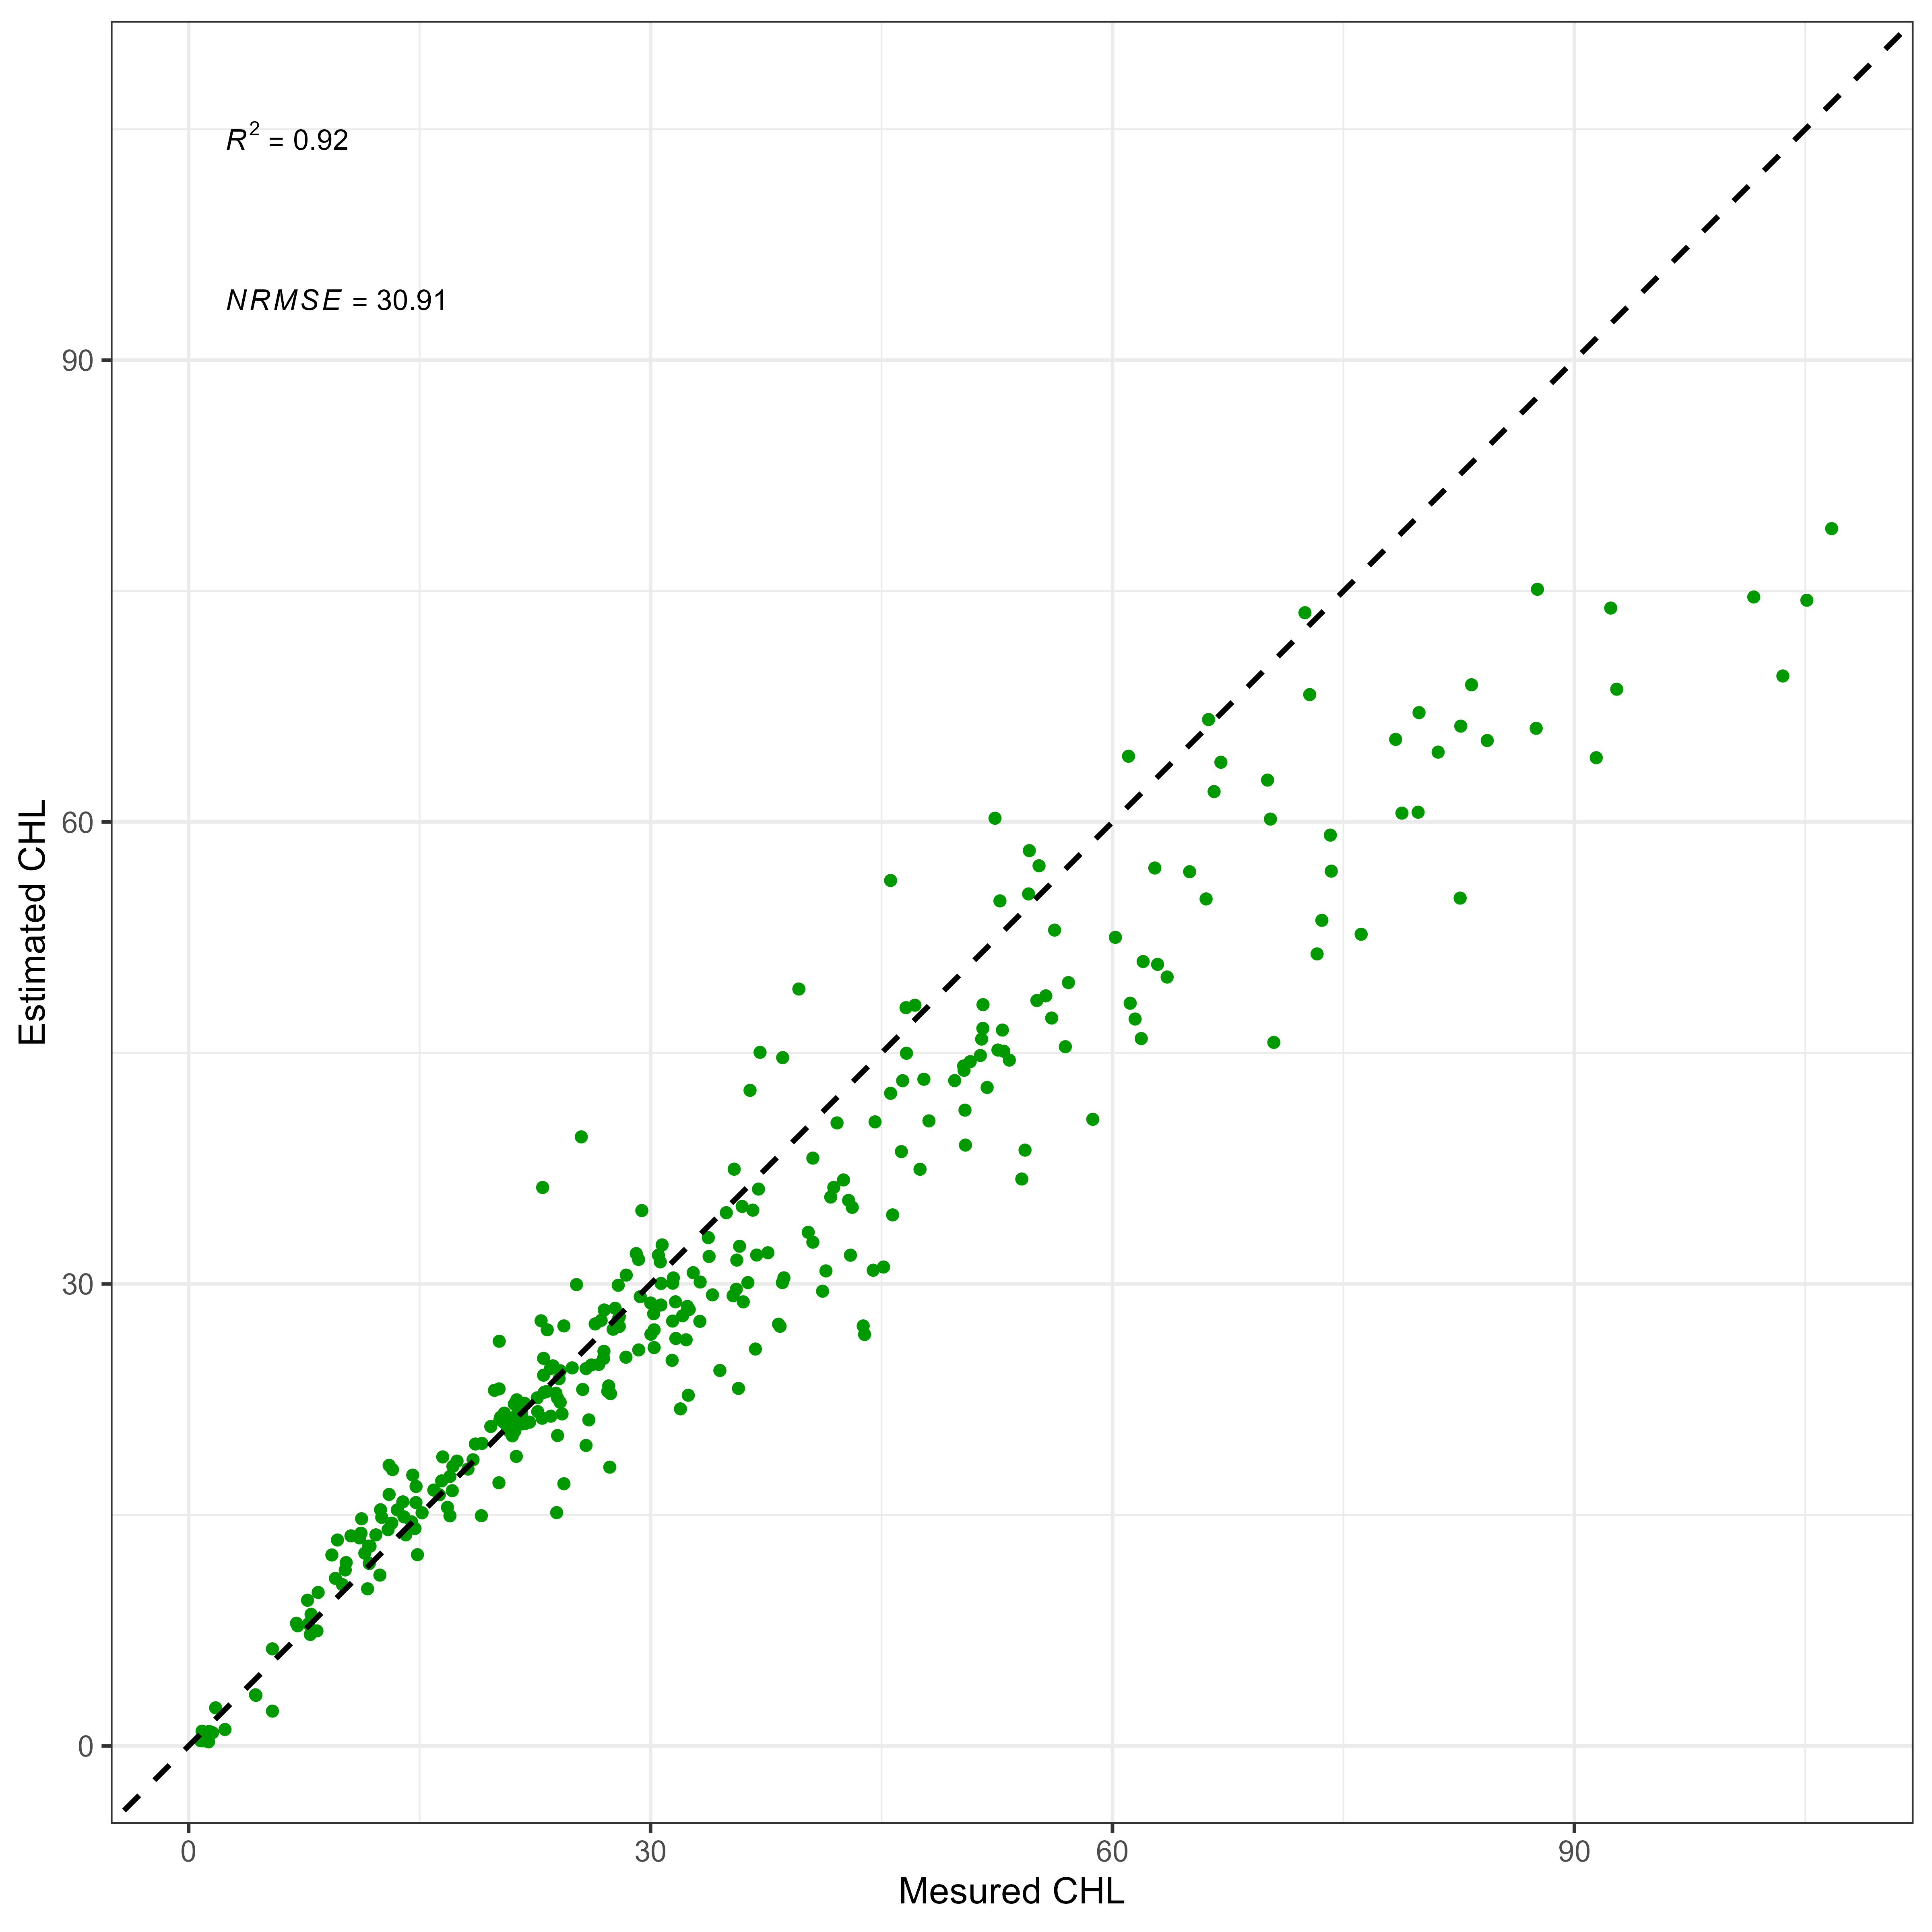 R² = 0.92
NRMSE = 30.91
90
60
30
0
Estimated CHL
0 30 60 90
Mesured CHL